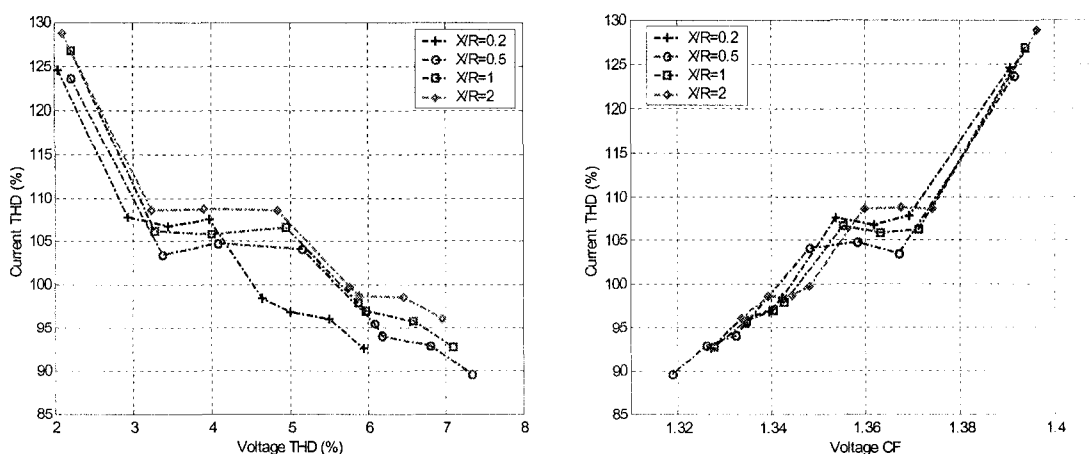 130
125
120
115
110
105
100
95
90
85
Current THD (%)
2
3
4
5
6
7
8
Voltage THD (%)
X/R=0.2
X/R=0.5
X/R=1
X/R=2
130
125
120
115
110
105
100
95
90
85
Current THD (%)
1.32
1.34
1.36
1.38
1.4
Voltage CF
X/R=0.2
X/R=0.5
X/R=1
X/R=2